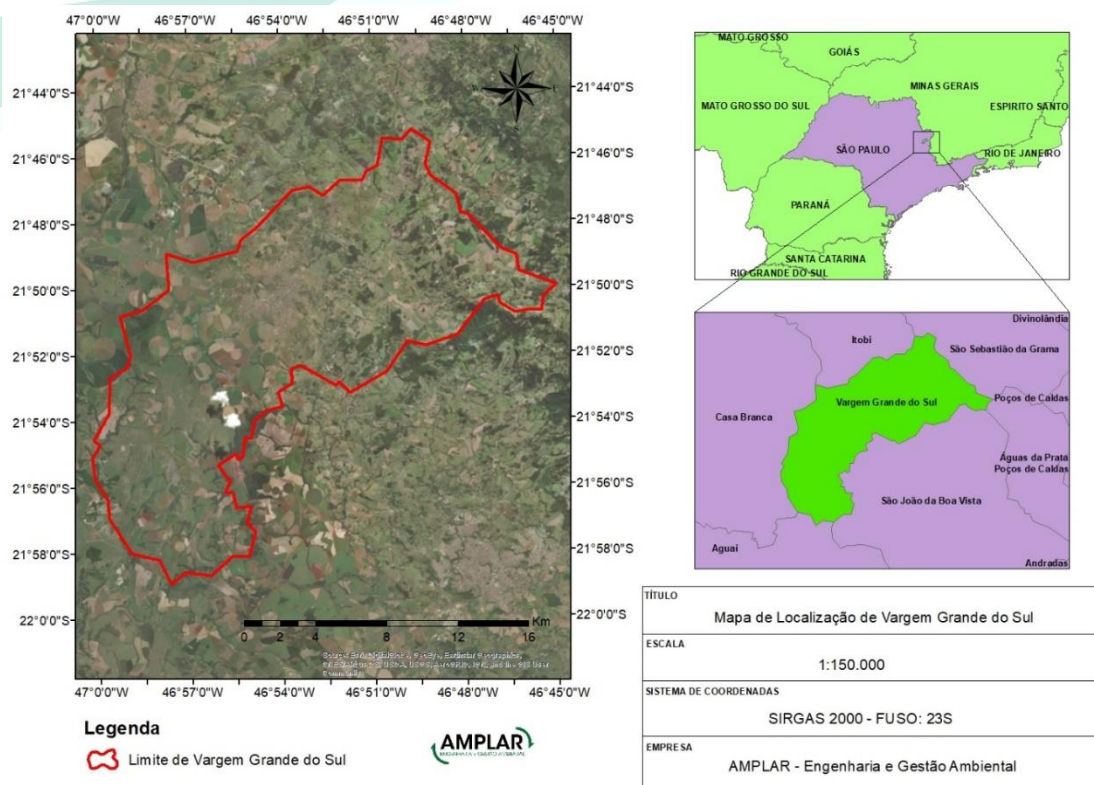 47°0'0"W 46°57'0"W 46°54'0"W 46°51'0"W 46°48'0"W 46°45'0"W
N
W E
S
21°44'0"S 21°44'0"S
21°46'0"S 21°46'0"S
21°48'0"S 21°48'0"S
21°50'0"S 21°50'0"S
21°52'0"S 21°52'0"S
21°54'0"S 21°54'0"S
21°56'0"S 21°56'0"S
21°58'0"S 21°58'0"S
22°0'0"S 22°0'0"S
Km
0 2 4 8 12 16
47°0'0"W 46°57'0"W 46°54'0"W 46°51'0"W 46°48'0"W 46°45'0"W
Legenda
Limite de Vargem Grande do Sul
AMPLAR
MATO GROSSO
GOIÁS
MINAS GERAIS
MATO GROSSO DO SUL
ESPIRITO SANTO
SÃO PAULO
RIO DE JANEIRO
PARANÁ
SANTA CATARINA
RIO GRANDE DO SUL
Divinolândia
Itobi
São Sebastião da Grama
Vargem Grande do Sul
Poços de Caldas
Casa Branca
Águas da Prata
Poços de Caldas
São João da Boa Vista
Aguaí
Andradas
TÍTULO
Mapa de Localização de Vargem Grande do Sul
ESCALA
1:150.000
SISTEMA DE COORDENADAS
SIRGAS 2000 - FUSO: 23S
EMPRESA
AMPLAR - Engenharia e Gestão Ambiental